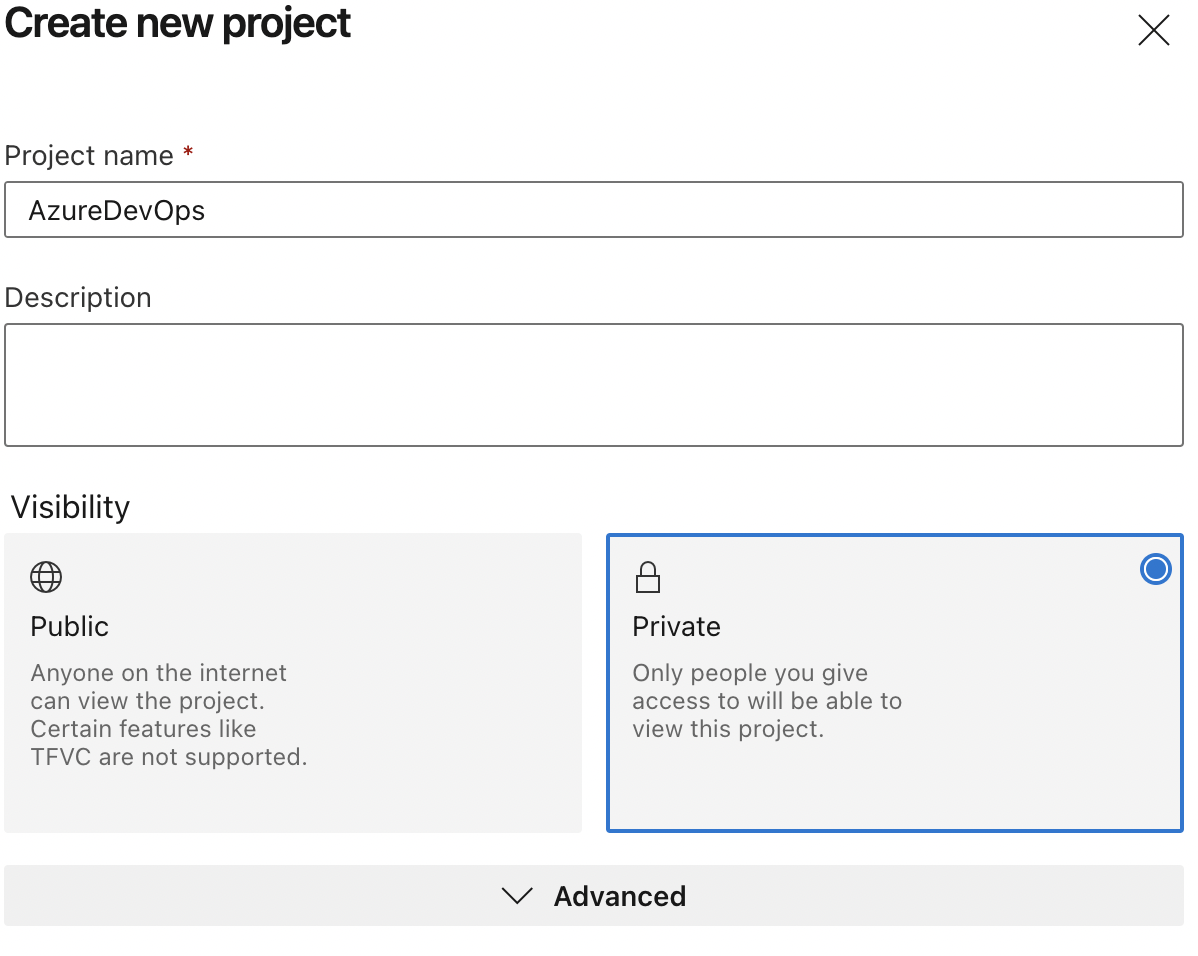 Create new project
Project name *
AzureDevOps
Description
Visibility
Public
Anyone on the internet
can view the project.
Certain features like
TFVC are not supported.
Private
Only people you give
access to will be able to
view this project.
Advanced